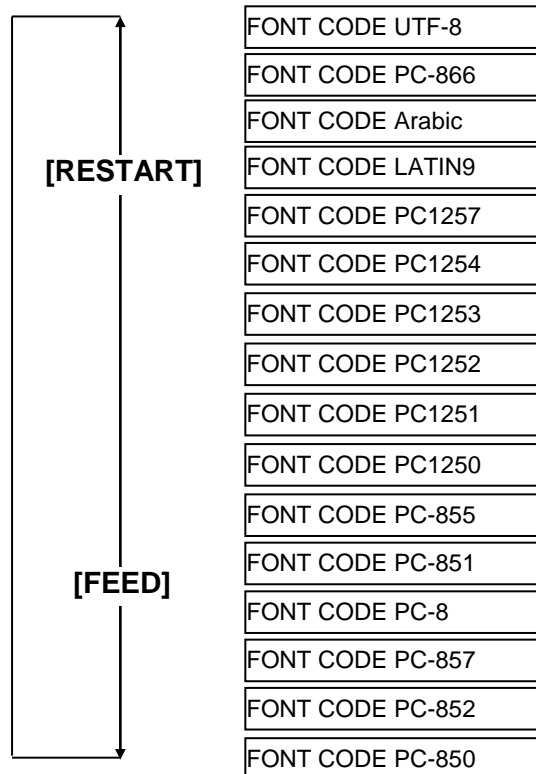 FONT CODE UTF-8
FONT CODE PC-866
FONT CODE Arabic
[RESTART]
FONT CODE LATIN9
FONT CODE PC1257
FONT CODE PC1254
FONT CODE PC1253
FONT CODE PC1252
FONT CODE PC1251
FONT CODE PC1250
FONT CODE PC-855
FONT CODE PC-851
[FEED]
FONT CODE PC-8
FONT CODE PC-857
FONT CODE PC-852
FONT CODE PC-850